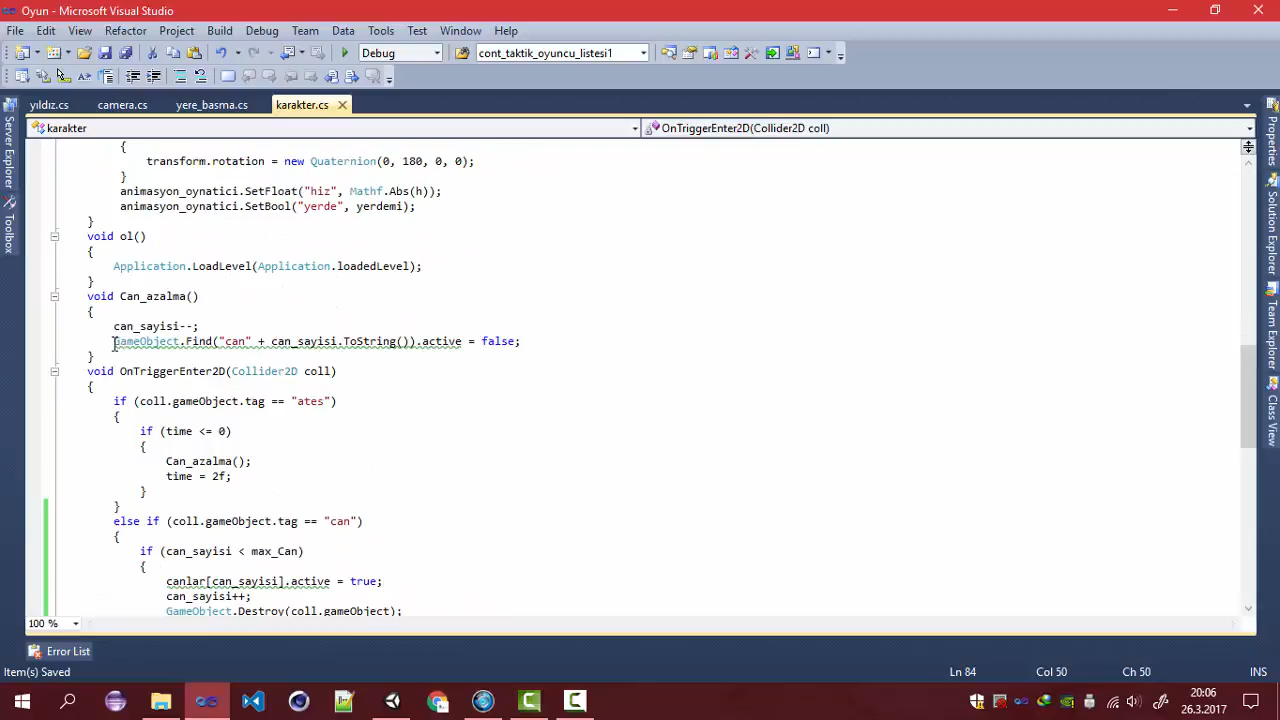 Oyun - Microsoft Visual Studio
File Edit View Refactor Project Build Debug Team Data Tools Test Window Help
Debug cont_taktik_oyuncu_listesi1
yıldız.cs camera.cs yere_basma.cs karakter.cs
karakter OnTriggerEnter2D(Collider2D coll)
{
transform.rotation = new Quaternion(0, 180, 0, 0);
}
animasyon_oynatici.SetFloat("hiz", Mathf.Abs(h));
animasyon_oynatici.SetBool("yerde", yerdemi);
}
void ol()
{
Application.LoadLevel(Application.loadedLevel);
}
void Can_azalma()
{
can_sayisi--;
GameObject.Find("can" + can_sayisi.ToString()).active = false;
}
void OnTriggerEnter2D(Collider2D coll)
{
if (coll.gameObject.tag == "ates")
{
if (time <= 0)
{
Can_azalma();
time = 2f;
}
}
else if (coll.gameObject.tag == "can")
{
if (can_sayisi < max_Can)
{
canlar[can_sayisi].active = true;
can_sayisi++;
GameObject.Destroy(coll.gameObject);
100 %
Error List
Item(s) Saved Ln 84 Col 50 Ch 50 INS
Server Explorer
Toolbox
Properties
Solution Explorer
Team Explorer
Class View
20:06
26.3.2017